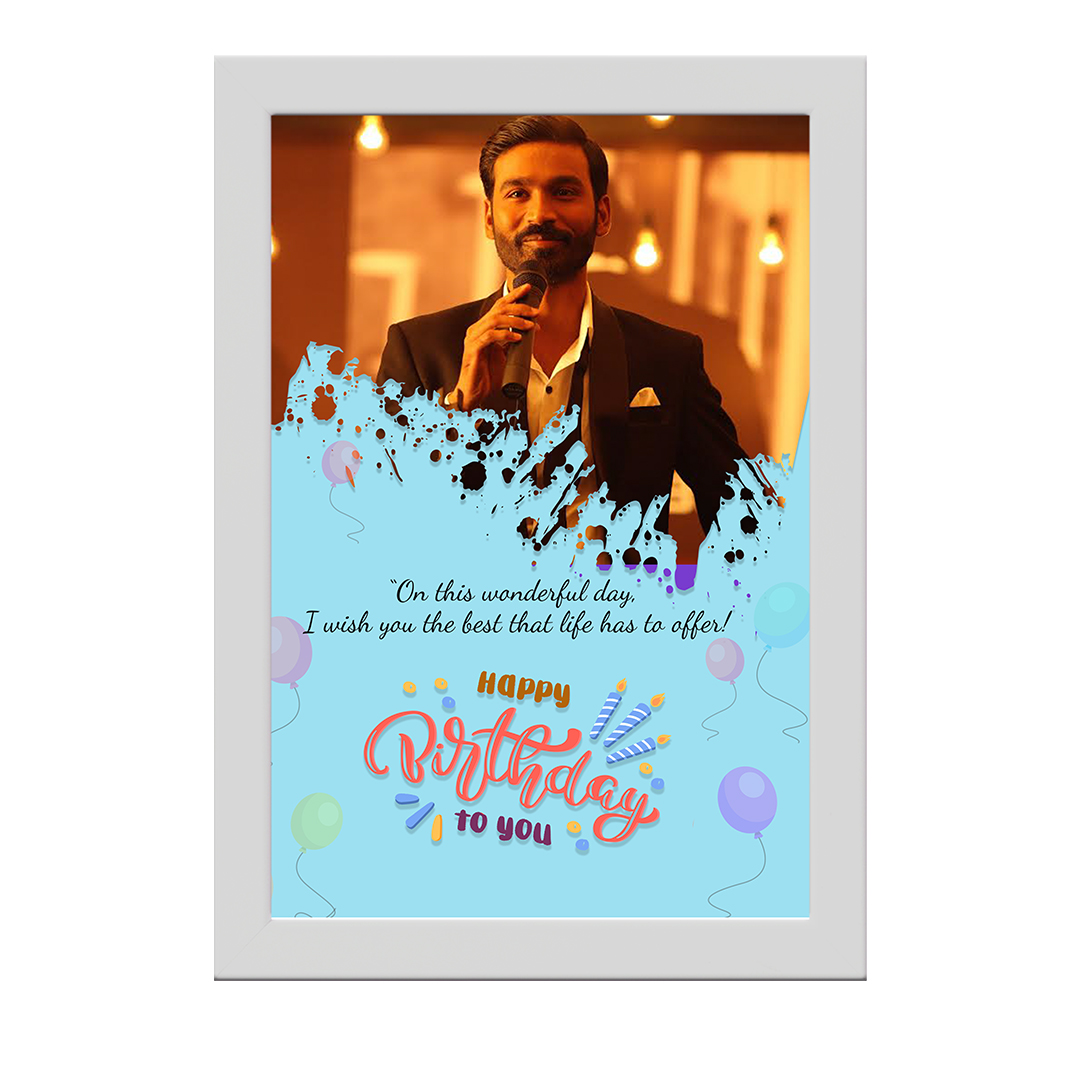 “On this wonderful day,
I wish you the best that life has to offer!
Happy
Birthday
to you